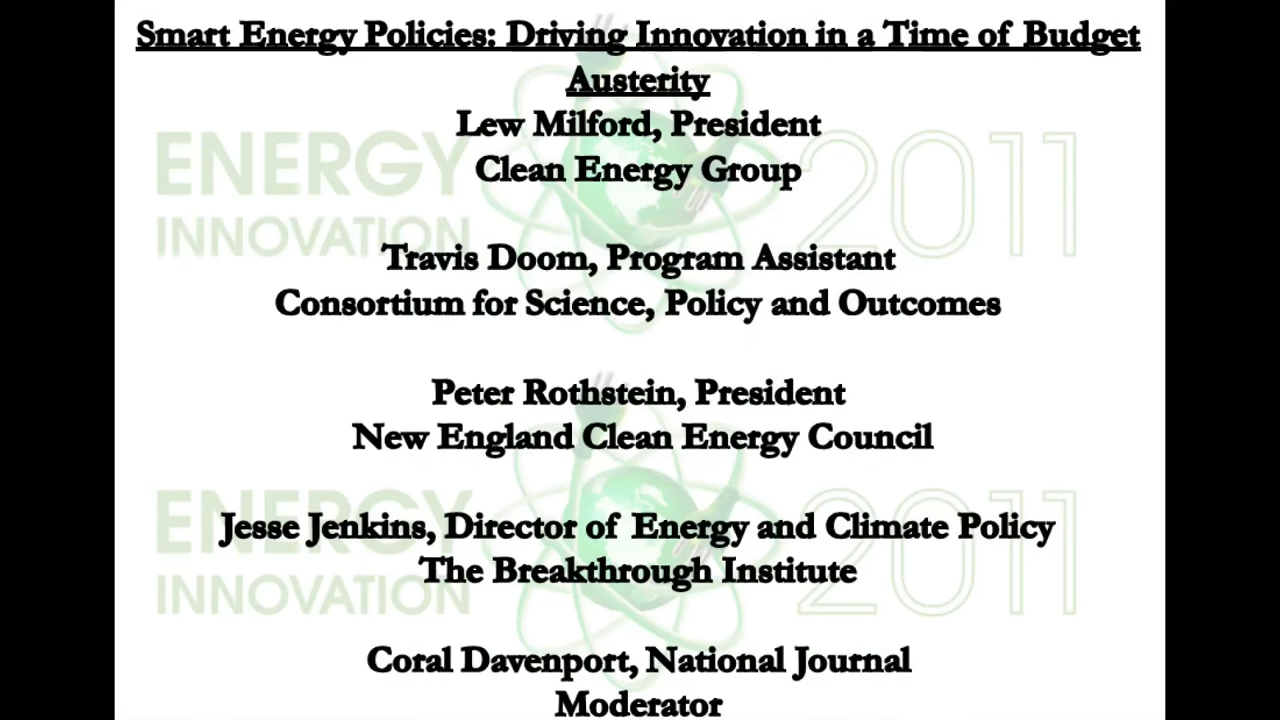 Smart Energy Policies: Driving Innovation in a Time of Budget
Austerity
Lew Milford, President
Clean Energy Group
ENERGY
INNOVATION
2011
Travis Doom, Program Assistant
Consortium for Science, Policy and Outcomes
Peter Rothstein, President
New England Clean Energy Council
ENERGY
INNOVATION
2011
Jesse Jenkins, Director of Energy and Climate Policy
The Breakthrough Institute
Coral Davenport, National Journal
Moderator